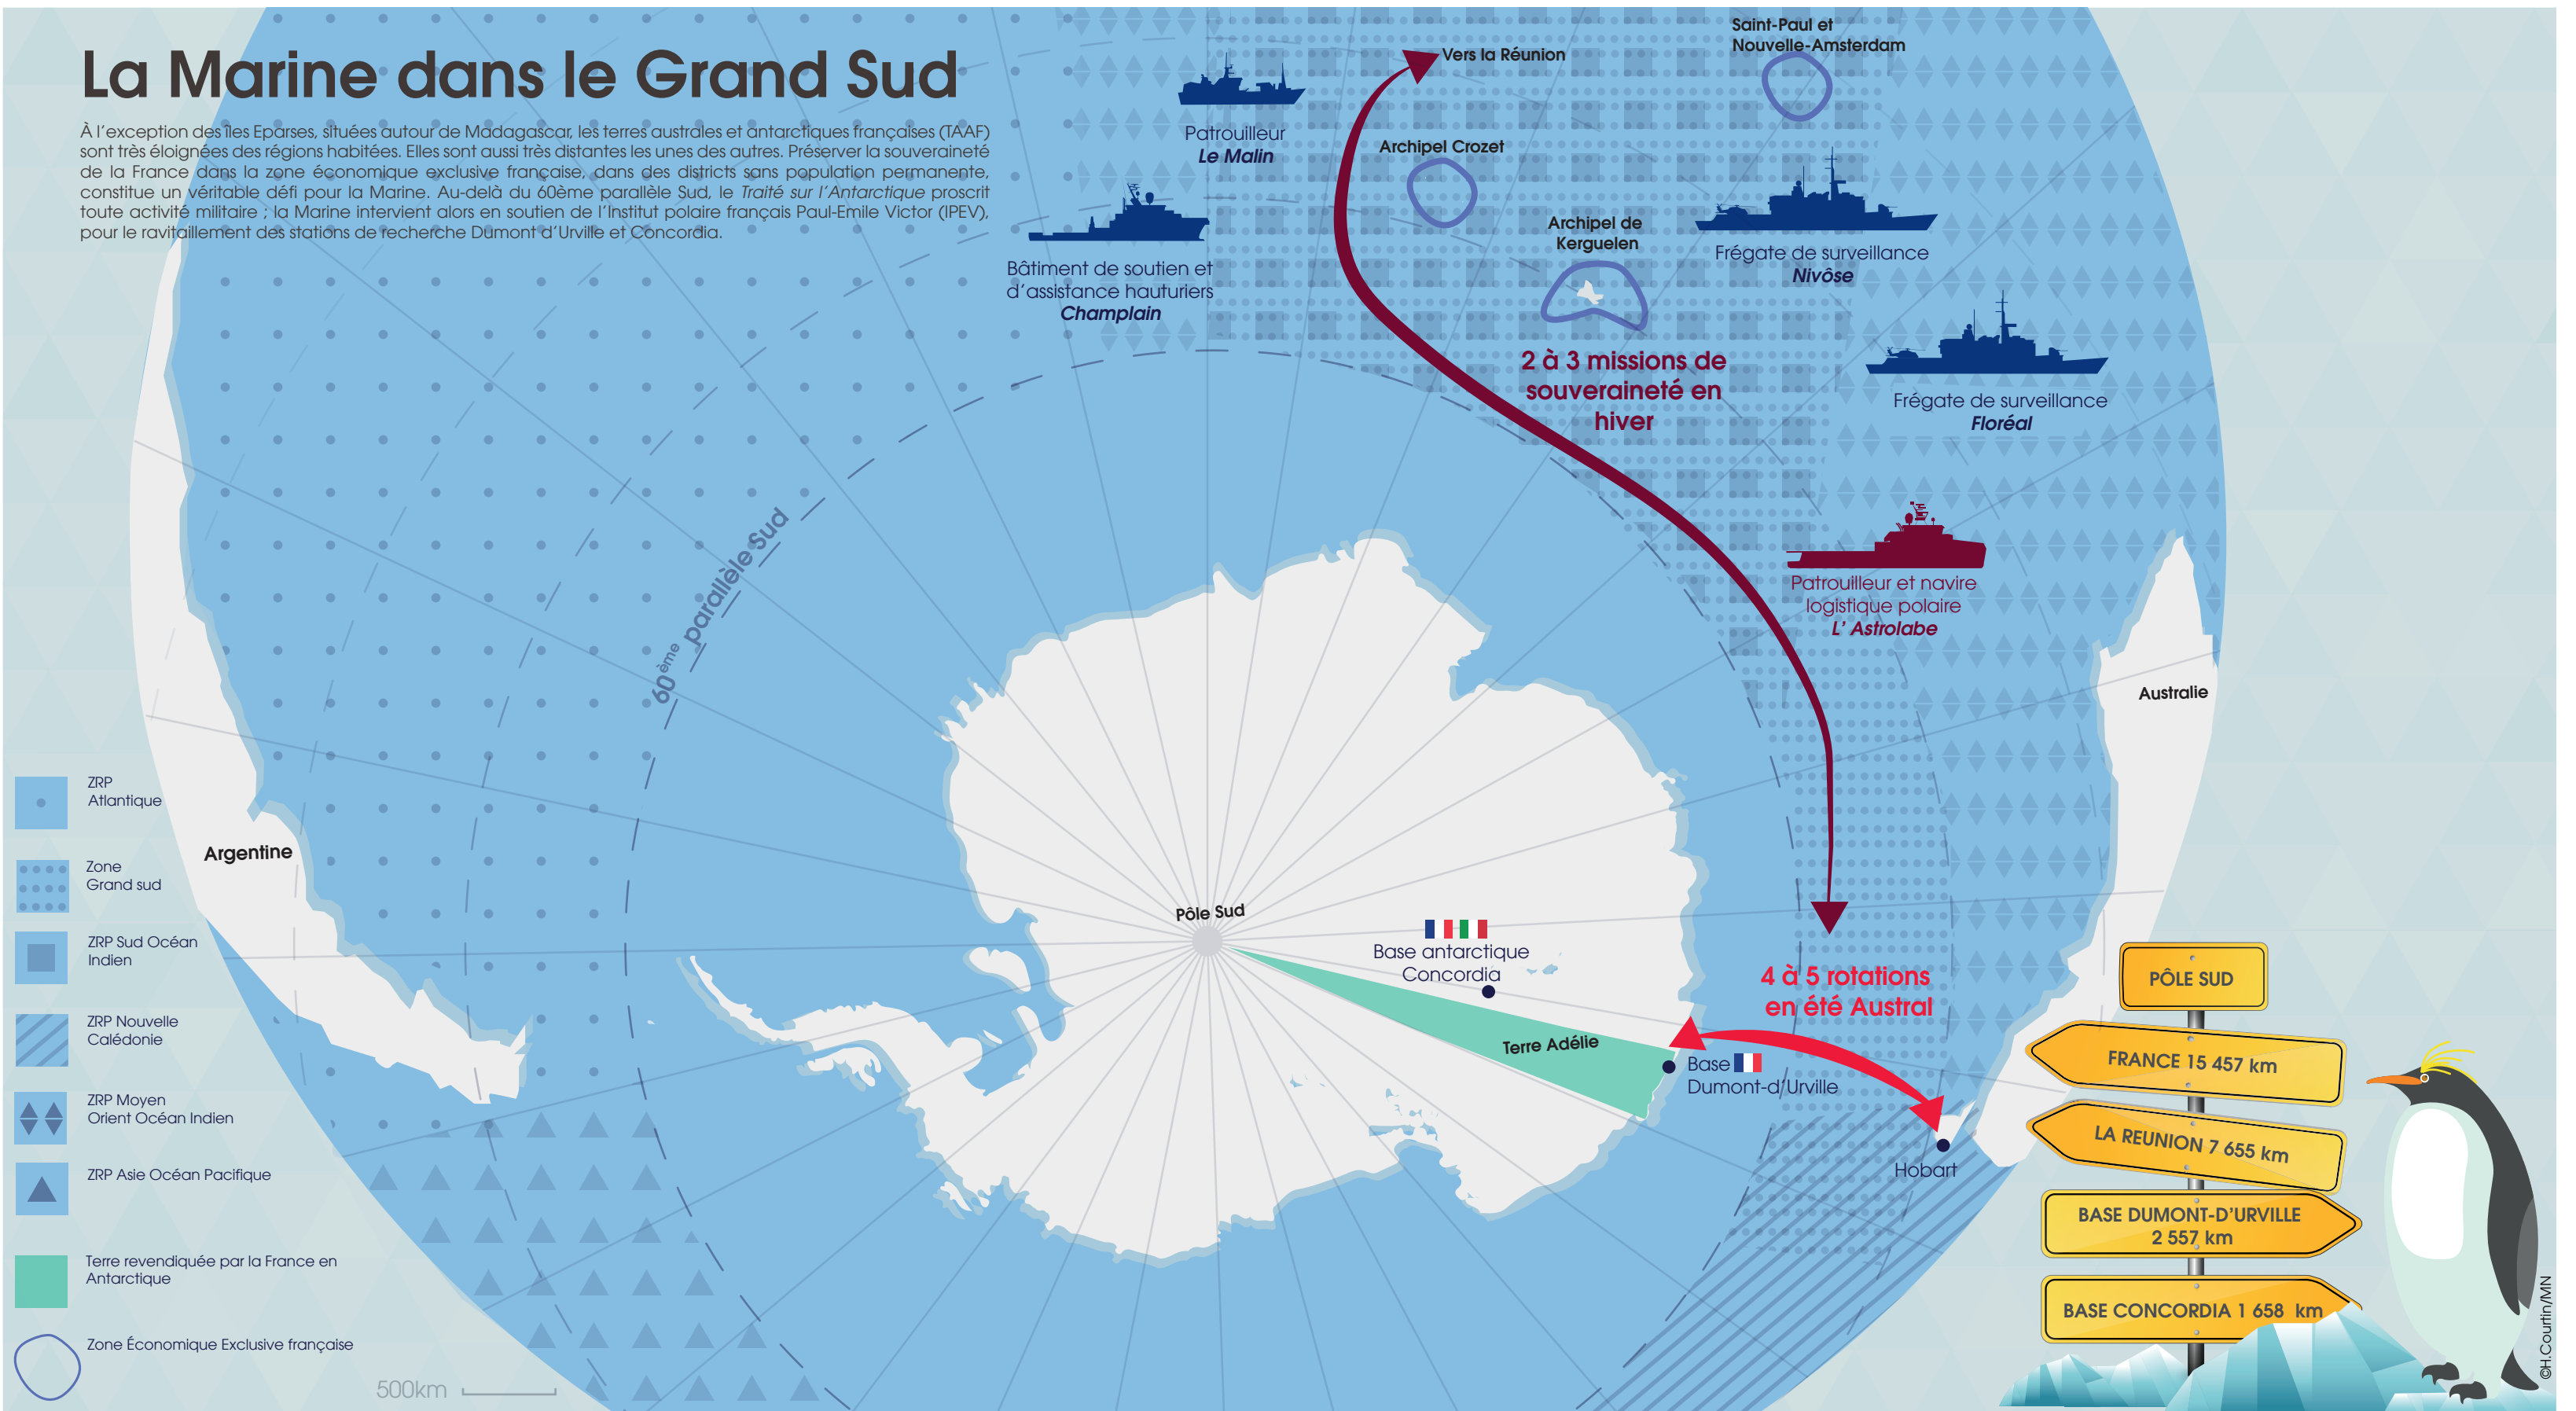 La Marine dans le Grand Sud
À l'exception des îles Eparses, situées autour de Madagascar, les terres australes et antarctiques françaises (TAAF)
sont très éloignées des régions habitées. Elles sont aussi très distantes les unes des autres. Préserver la souveraineté
de la France dans la zone économique exclusive française, dans des districts sans population permanente,
constitue un véritable défi pour la Marine. Au-delà du 60ème parallèle Sud, le Traité sur l'Antarctique proscrit
toute activité militaire ; la Marine intervient alors en soutien de l'Institut polaire français Paul-Emile Victor (IPEV),
pour le ravitaillement des stations de recherche Dumont d'Urville et Concordia.
Patrouilleur
Le Malin
Bâtiment de soutien et
d'assistance hauturiers
Champlain
Vers la Réunion
Archipel Crozet
Archipel de
Kerguelen
Saint-Paul et
Nouvelle-Amsterdam
Frégate de surveillance
Nivôse
Frégate de surveillance
Floréal
2 à 3 missions de
souveraineté en
hiver
Patrouilleur et navire
logistique polaire
L' Astrolabe
60ème parallèle Sud
Australie
Argentine
Pôle Sud
Base antarctique
Concordia
Terre Adélie
Base
Dumont-d'Urville
4 à 5 rotations
en été Austral
Hobart
ZRP
Atlantique
Zone
Grand sud
ZRP Sud Océan
Indien
ZRP Nouvelle
Calédonie
ZRP Moyen
Orient Océan Indien
ZRP Asie Océan Pacifique
Terre revendiquée par la France en
Antarctique
Zone Économique Exclusive française
500km
PÔLE SUD
FRANCE 15 457 km
LA REUNION 7 655 km
BASE DUMONT-D'URVILLE
2 557 km
BASE CONCORDIA 1 658 km
©H.Courtin/MN